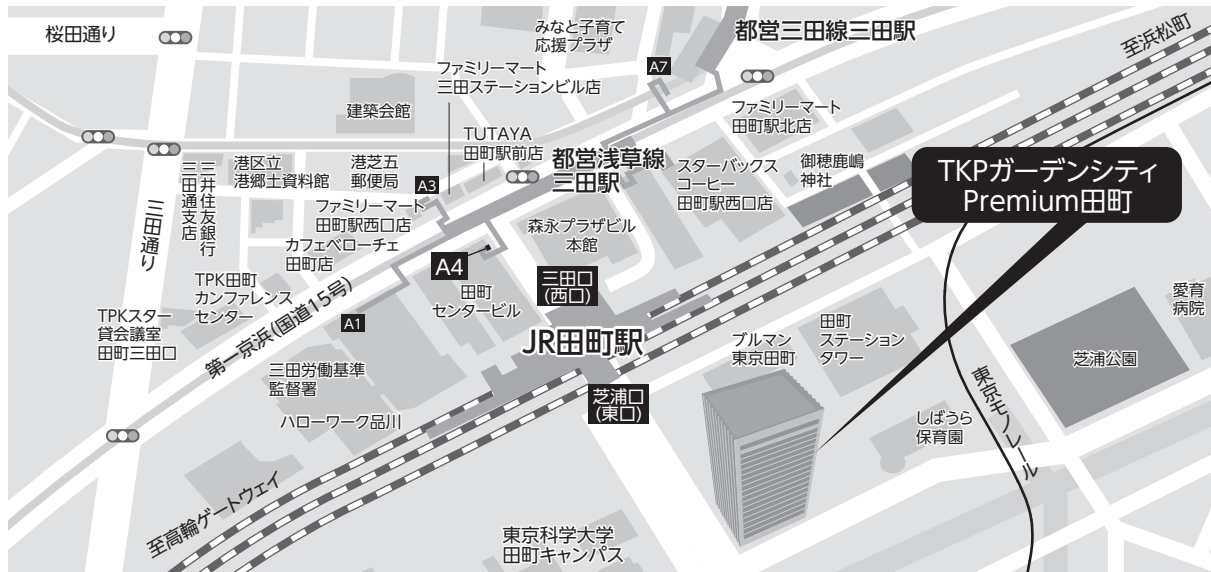 桜田通り
みなと子育て
応援プラザ
都営三田線三田駅
至浜松町
A7
ファミリーマート
三田ステーションビル店
建築会館
ファミリーマート
田町駅北店
TUTAYA
田町駅前店
都営浅草線
三田駅
スターバックス
コーヒー
田町駅西口店
御穂鹿嶋
神社
TKPガーデンシティ
Premium田町
三井住友銀行
三田通支店
港区立
港郷土資料館
港芝五
郵便局
A3
三田通り
ファミリーマート
田町駅西口店
カフェベローチェ
田町店
森永プラザビル
本館
A4
三田口
(西口)
田町
センタービル
TPK田町
カンファレンス
センター
TPKスター
貸会議室
田町三田口
第一京浜(国道15号)
A1
JR田町駅
三田労働基準
監督署
ハローワーク品川
芝浦口
(東口)
ブルマン
東京田町
田町
ステーション
タワー
愛育
病院
芝浦公園
東京モノレール
しばうら
保育園
至高輪ゲートウェイ
東京科学大学
田町キャンパス